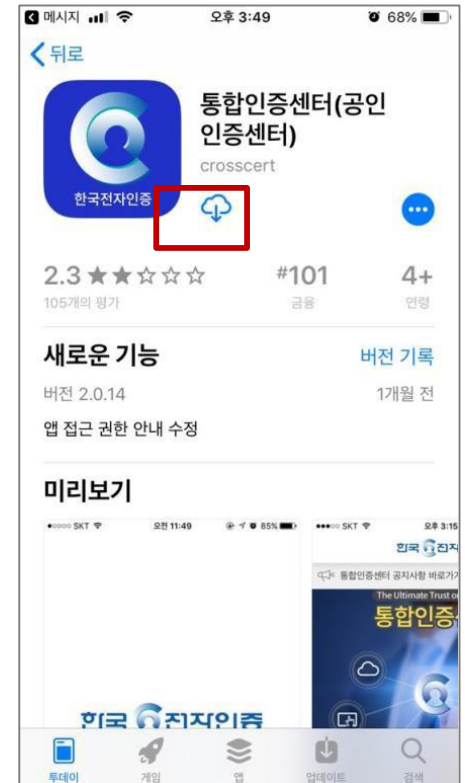 메시지 오후 3:49 68%
뒤로
한국전자인증
통합인증센터(공인
인증센터)
crosscert
2.3 #101 4+
105개의 평가 금융 연령
새로운 기능 버전 기록
버전 2.0.14 1개월 전
앱 접근 권한 안내 수정
미리보기
SKT 오전 11:49 85% SKT 오후 3:15
한국 전자
통합인증센터 공지사항 바로가기
The Ultimate Trust
통합인증
한국 전자인증
투데이 게임 앱 업데이트 검색